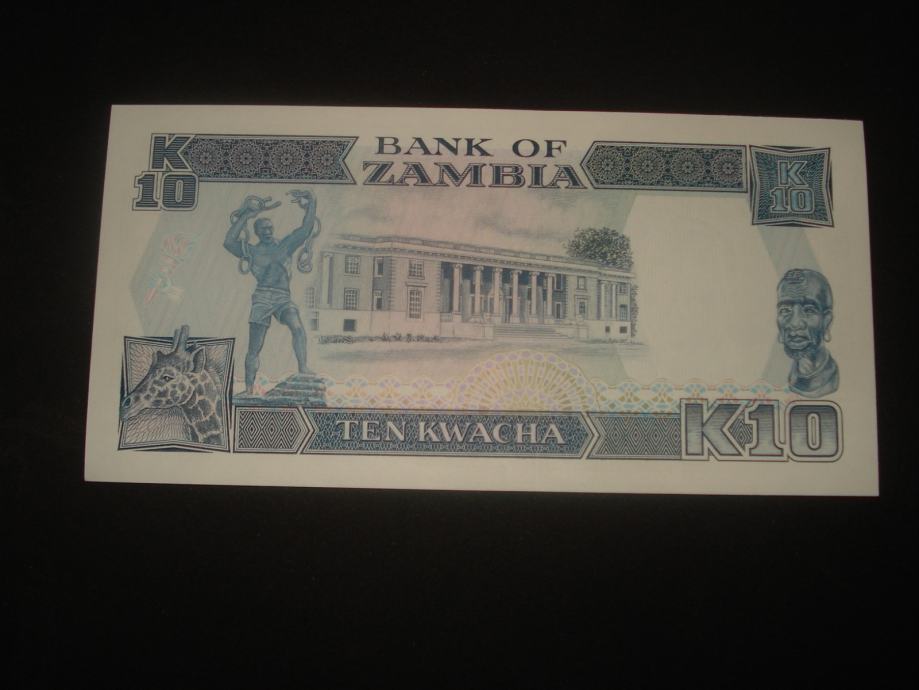 K
10
BANK OF
ZAMBIA
K
10
TEN KWACHA
K10